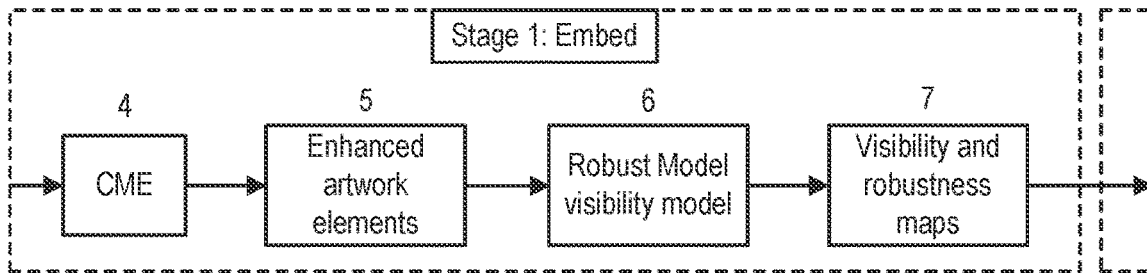 Stage 1: Embed
4
5
6
7
CME
Enhanced
artwork
elements
Robust Model
visibility model
Visibility and
robustness
maps